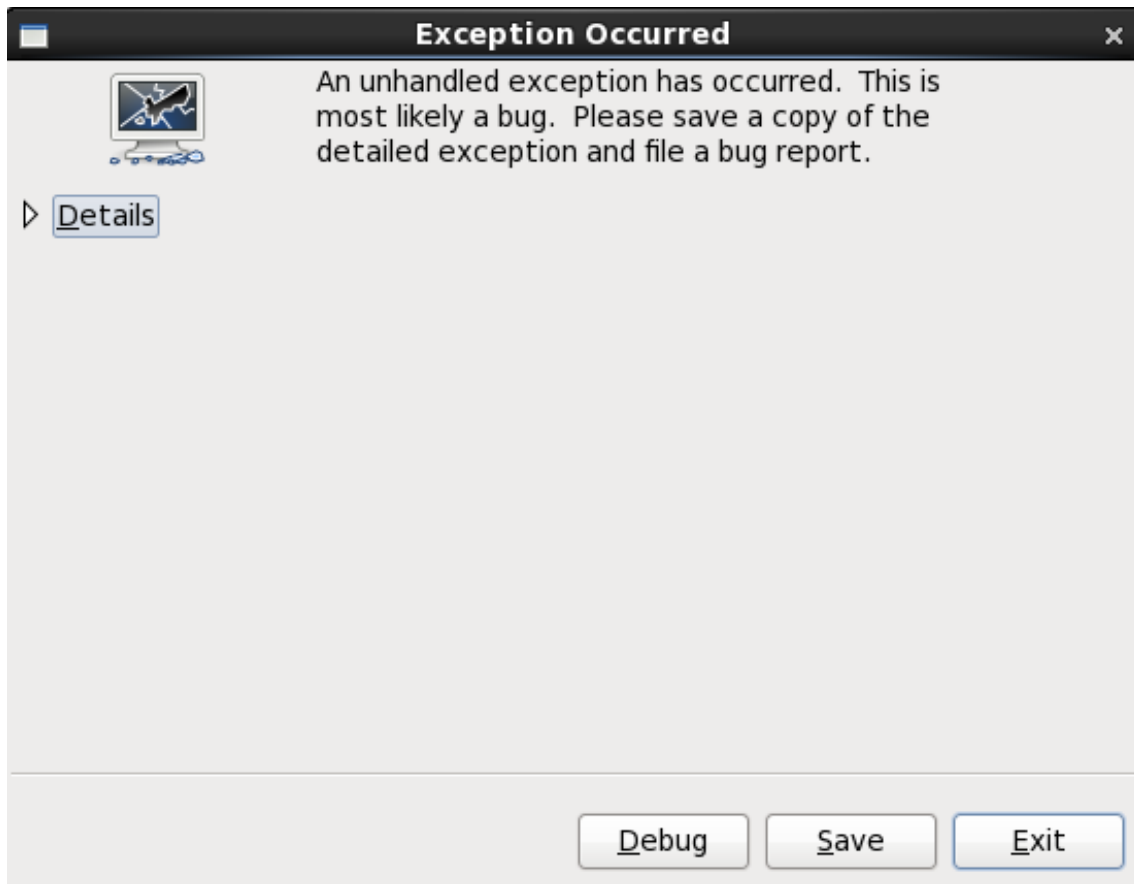 Exception Occurred
An unhandled exception has occurred.  This is
most likely a bug.  Please save a copy of the
detailed exception and file a bug report.
Details
Debug Save Exit